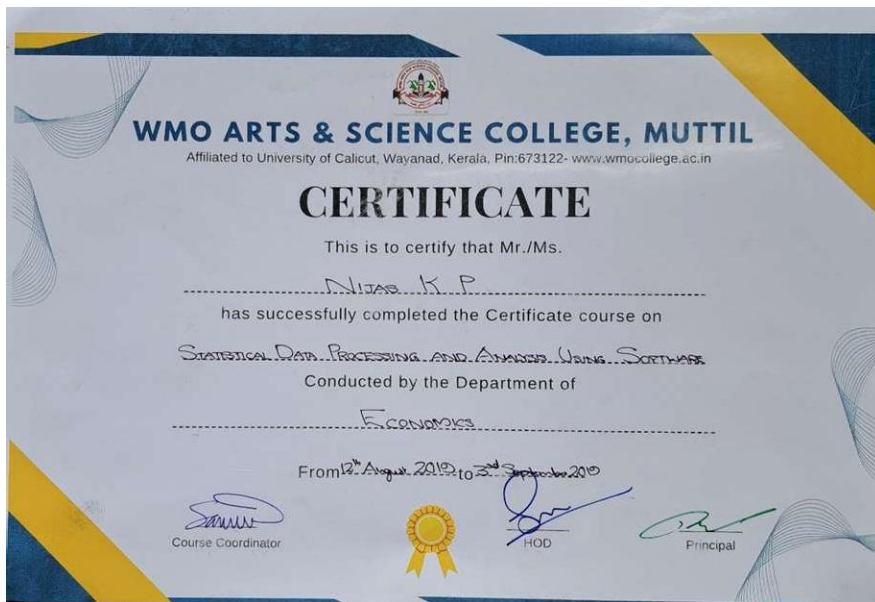 WMO ARTS & SCIENCE COLLEGE, MUTTIL
Affiliated to University of Calicut, Wayanad, Kerala, Pin:673122- www.wmocollege.ac.in
CERTIFICATE
This is to certify that Mr./Ms.
NIJAS K P
has successfully completed the Certificate course on
STATISTICAL DATA PROCESSING AND ANALYSIS USING SOFTWARE
Conducted by the Department of
ECONOMICS
From 12th August 2019 to 3rd September 2019
Course Coordinator
HOD
Principal